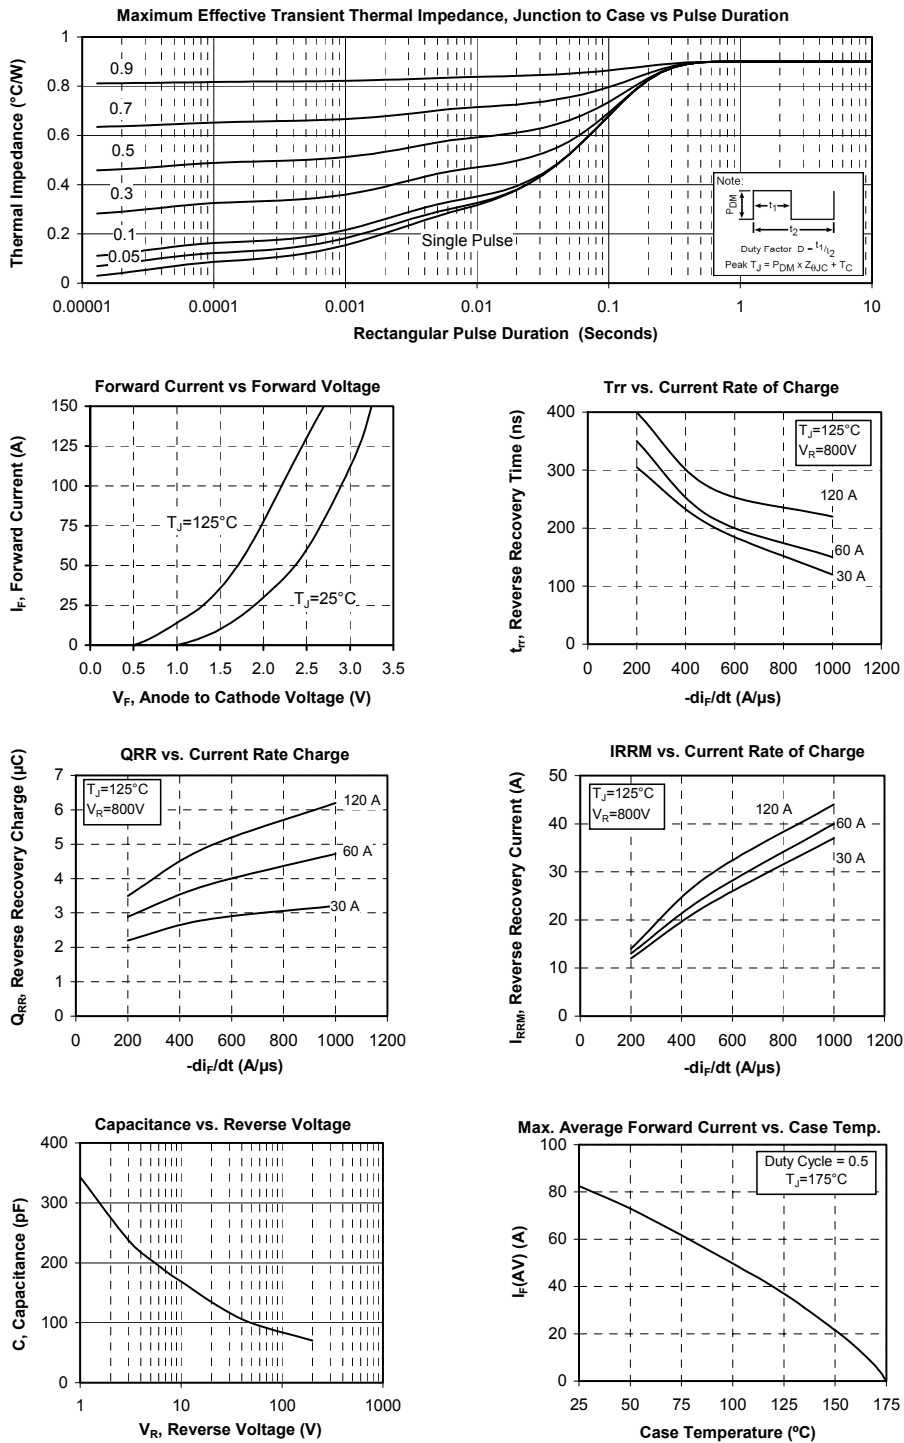 Maximum Effective Transient Thermal Impedance, Junction to Case vs Pulse Duration
Thermal Impedance (°C/W)
1
0.8
0.6
0.4
0.2
0
0.9
0.7
0.5
0.3
0.1
0.05
Single Pulse
Note:
PDM
t1
t2
Duty Factor D = t1/t2
Peak TJ = PDM x ZθJC + TC
0.00001 0.0001 0.001 0.01 0.1 1 10
Rectangular Pulse Duration (Seconds)
Forward Current vs Forward Voltage
IF, Forward Current (A)
150
125
100
75
50
25
0
TJ=125°C
TJ=25°C
0.0 0.5 1.0 1.5 2.0 2.5 3.0 3.5
VF, Anode to Cathode Voltage (V)
Trr vs. Current Rate of Charge
trr, Reverse Recovery Time (ns)
400
300
200
100
0
TJ=125°C
VR=800V
120 A
60 A
30 A
0 200 400 600 800 1000 1200
-diF/dt (A/µs)
QRR vs. Current Rate Charge
QRR, Reverse Recovery Charge (µC)
7
6
5
4
3
2
1
0
TJ=125°C
VR=800V
120 A
60 A
30 A
0 200 400 600 800 1000 1200
-diF/dt (A/µs)
IRRM vs. Current Rate of Charge
IRRM, Reverse Recovery Current (A)
50
40
30
20
10
0
TJ=125°C
VR=800V
120 A
60 A
30 A
0 200 400 600 800 1000 1200
-diF/dt (A/µs)
Capacitance vs. Reverse Voltage
C, Capacitance (pF)
400
300
200
100
0
1 10 100 1000
VR, Reverse Voltage (V)
Max. Average Forward Current vs. Case Temp.
IF(AV) (A)
100
80
60
40
20
0
Duty Cycle = 0.5
TJ=175°C
25 50 75 100 125 150 175
Case Temperature (ºC)